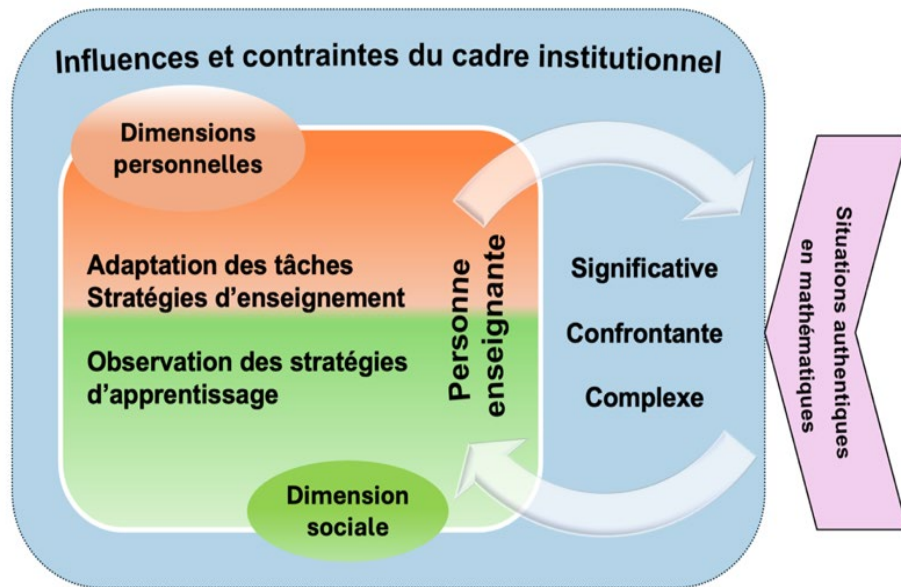 Influences et contraintes du cadre institutionnel
Dimensions
personnelles
Adaptation des tâches
Stratégies d'enseignement
Observation des stratégies
d'apprentissage
Personne
enseignante
Dimension
sociale
Significative
Confrontante
Complexe
Situations authentiques
en mathématiques